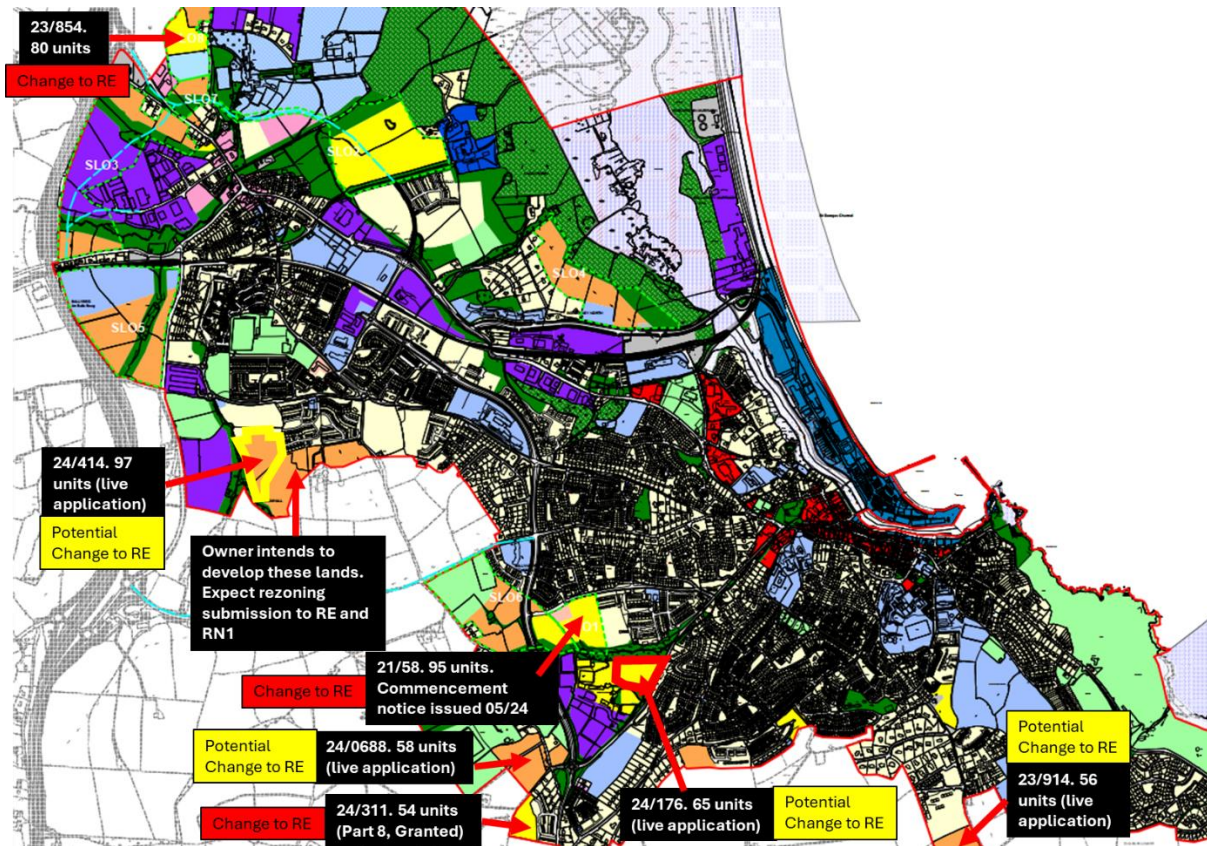 23/854.
80 units
Change to RE
SLO7
SLO3
SLO2
SLO4
SLO5
24/414. 97
units (live
application)
Potential
Change to RE
Owner intends to
develop these lands.
Expect rezoning
submission to RE and
RN1
SLO6
O1
Change to RE
21/58. 95 units.
Commencement
notice issued 05/24
Potential
Change to RE
24/0688. 58 units
(live application)
Change to RE
24/311. 54 units
(Part 8, Granted)
24/176. 65 units
(live application)
Potential
Change to RE
Potential
Change to RE
23/914. 56
units (live
application)